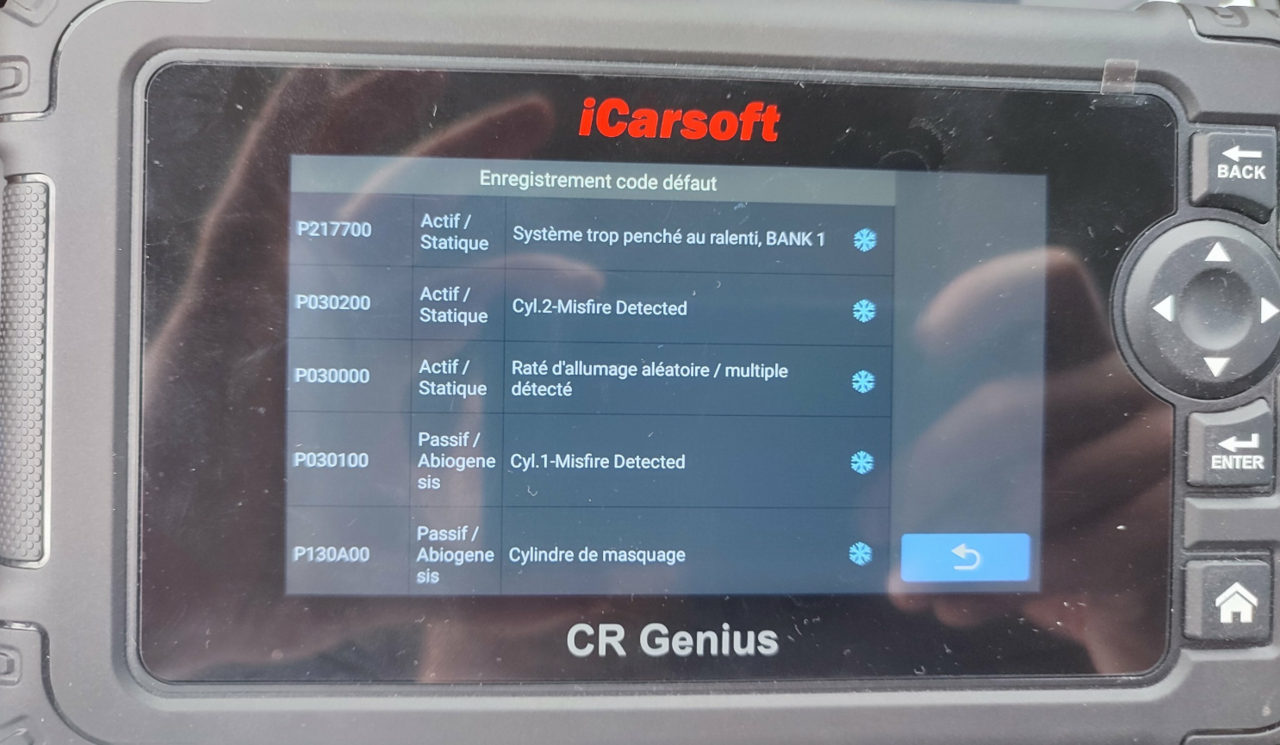 iCarsoft
Enregistrement code défaut
P217700
Actif /
Statique
Système trop penché au ralenti, BANK 1
P030200
Actif /
Statique
Cyl.2-Misfire Detected
P030000
Actif /
Statique
Raté d'allumage aléatoire / multiple
détecté
P030100
Passif /
Abiogene
sis
Cyl.1-Misfire Detected
P130A00
Passif /
Abiogene
sis
Cylindre de masquage
CR Genius
BACK
ENTER